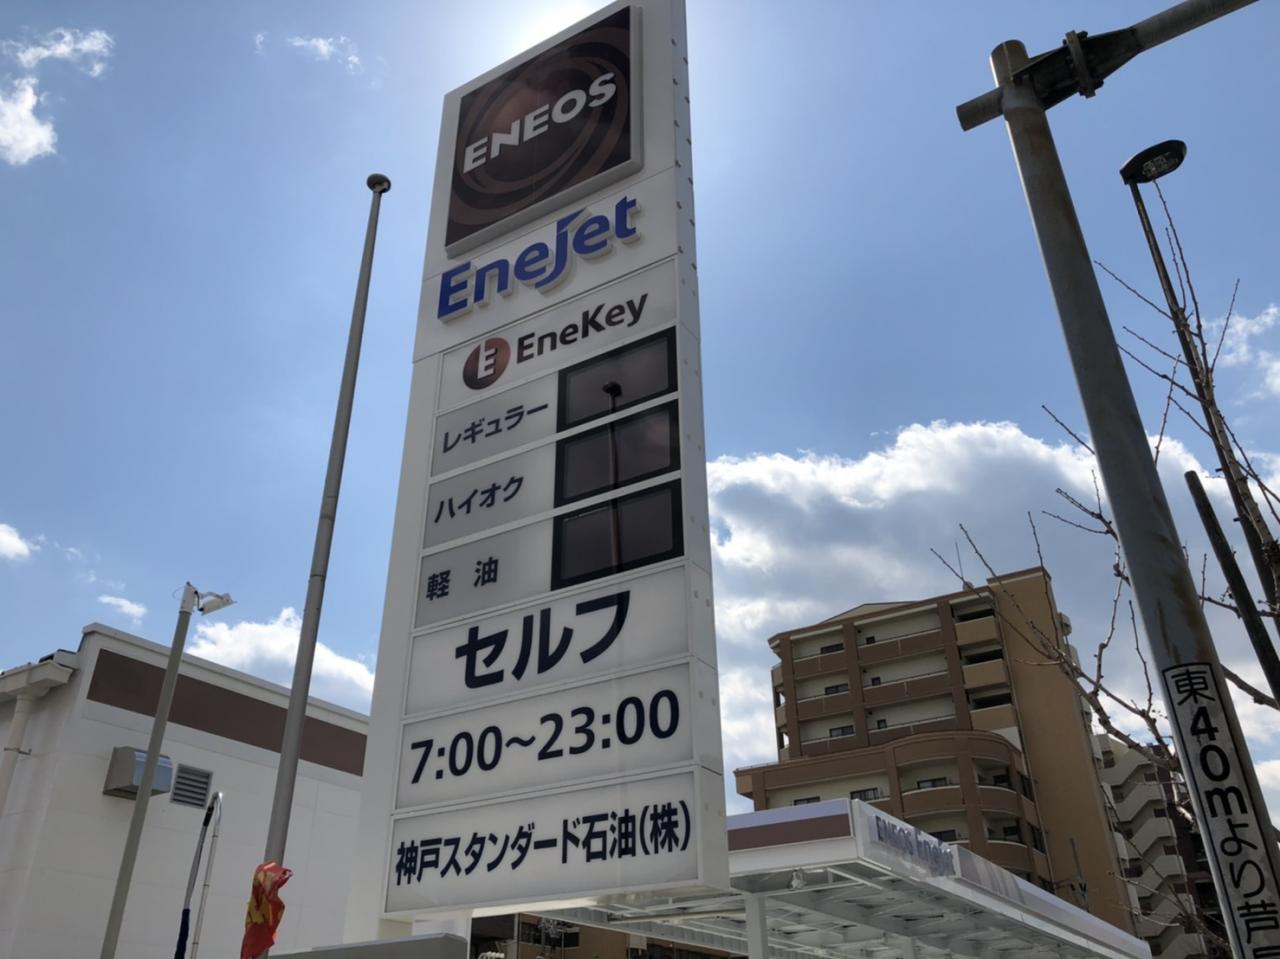 ENEOS
Enejet
E EneKey
レギュラー
ハイオク
軽油
セルフ
7:00～23:00
神戸スタンダード石油(株)
ENEOS Enejet
東40mより芦